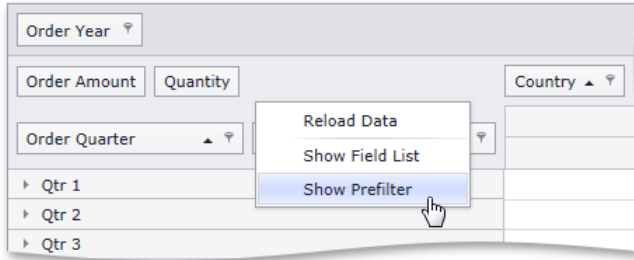 Order Year
Order Amount Quantity Country
Reload Data
Order Quarter
Show Field List
Qtr 1
Show Prefilter
Qtr 2
Qtr 3